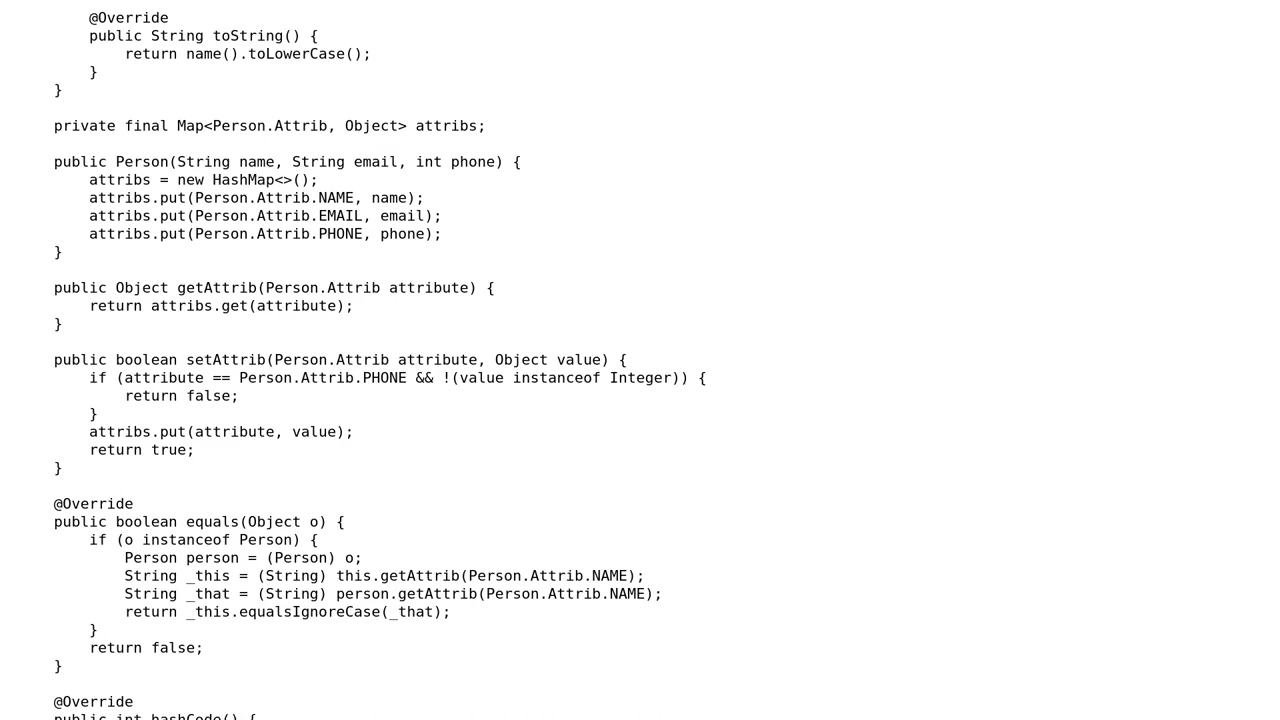 @Override
public String toString() {
return name().toLowerCase();
}
}
private final Map<Person.Attrib, Object> attribs;
public Person(String name, String email, int phone) {
attribs = new HashMap<>();
attribs.put(Person.Attrib.NAME, name);
attribs.put(Person.Attrib.EMAIL, email);
attribs.put(Person.Attrib.PHONE, phone);
}
public Object getAttrib(Person.Attrib attribute) {
return attribs.get(attribute);
}
public boolean setAttrib(Person.Attrib attribute, Object value) {
if (attribute == Person.Attrib.PHONE && !(value instanceof Integer)) {
return false;
}
attribs.put(attribute, value);
return true;
}
@Override
public boolean equals(Object o) {
if (o instanceof Person) {
Person person = (Person) o;
String _this = (String) this.getAttrib(Person.Attrib.NAME);
String _that = (String) person.getAttrib(Person.Attrib.NAME);
return _this.equalsIgnoreCase(_that);
}
return false;
}
@Override
public int hashCode() {